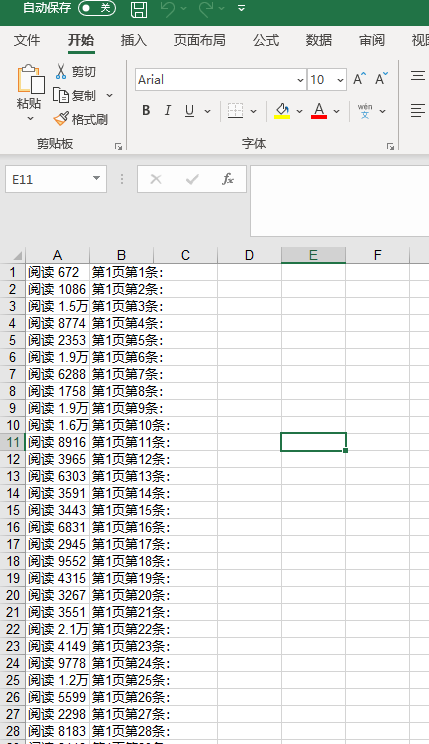 自动保存 关
文件 开始 插入 页面布局 公式 数据 审阅
粘贴 剪切
复制
格式刷
Arial 10 A A
B I U A wén 文
剪贴板 字体
E11 fx
A B C D E F
1 阅读 672 第1页第1条:
2 阅读 1086 第1页第2条:
3 阅读 1.5万 第1页第3条:
4 阅读 8774 第1页第4条:
5 阅读 2353 第1页第5条:
6 阅读 1.9万 第1页第6条:
7 阅读 6288 第1页第7条:
8 阅读 1758 第1页第8条:
9 阅读 1.9万 第1页第9条:
10 阅读 1.6万 第1页第10条:
11 阅读 8916 第1页第11条:
12 阅读 3965 第1页第12条:
13 阅读 6303 第1页第13条:
14 阅读 3591 第1页第14条:
15 阅读 3443 第1页第15条:
16 阅读 6831 第1页第16条:
17 阅读 2945 第1页第17条:
18 阅读 9552 第1页第18条:
19 阅读 4315 第1页第19条:
20 阅读 3267 第1页第20条:
21 阅读 3551 第1页第21条:
22 阅读 2.1万 第1页第22条:
23 阅读 4149 第1页第23条:
24 阅读 9778 第1页第24条:
25 阅读 1.2万 第1页第25条:
26 阅读 5599 第1页第26条:
27 阅读 2298 第1页第27条:
28 阅读 8183 第1页第28条: